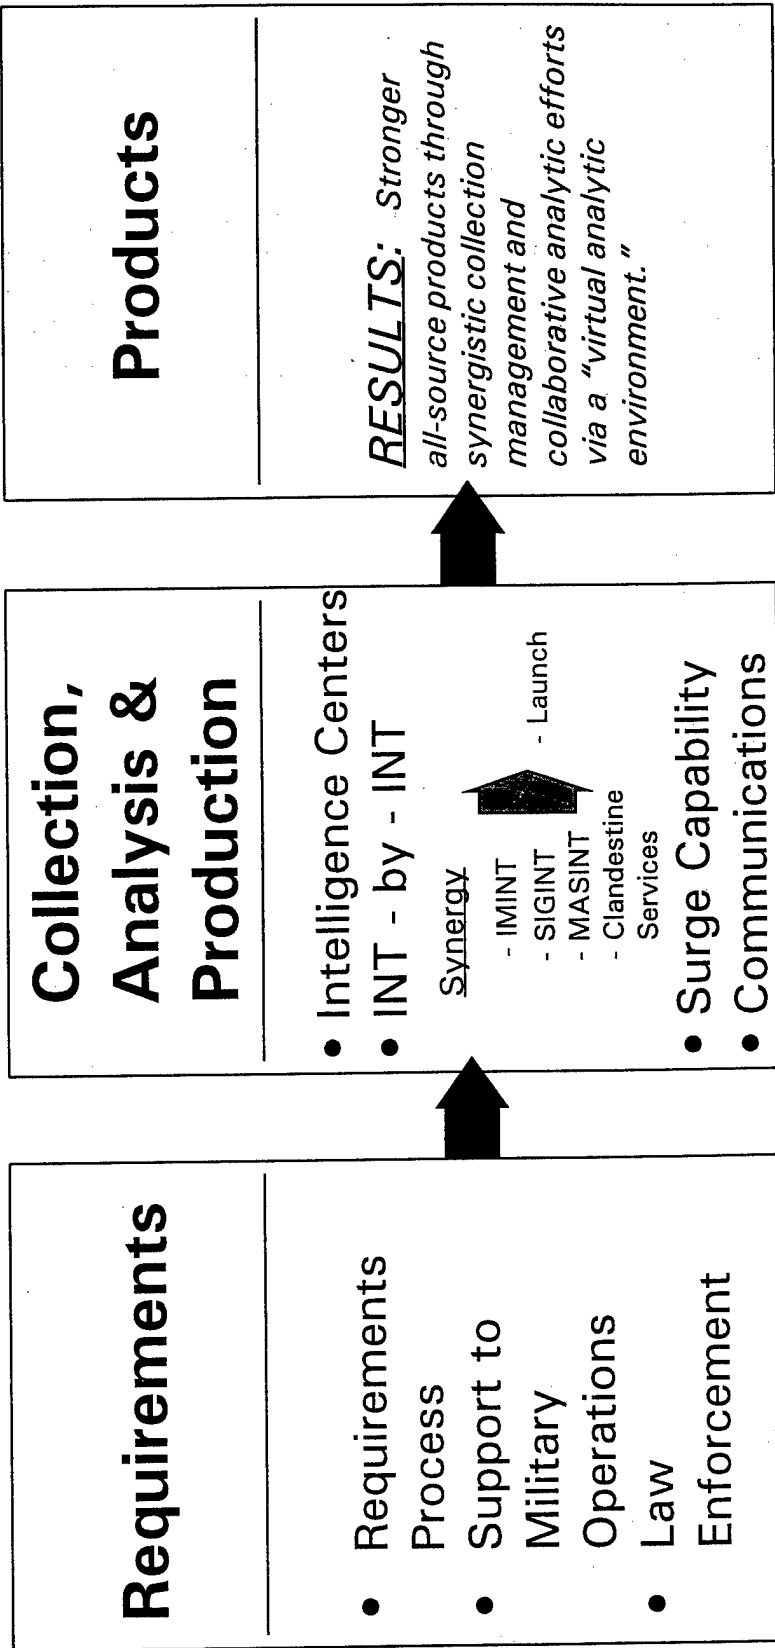 Requirements
● Requirements
Process
● Support to
Military
Operations
● Law
Enforcement
Collection,
Analysis &
Production
● Intelligence Centers
● INT - by - INT
Synergy
- IMINT
- SIGINT
- MASINT
- Clandestine
Services
- Launch
● Surge Capability
● Communications
Products
RESULTS: Stronger
all-source products through
synergistic collection
management and
collaborative analytic efforts
via a "virtual analytic
environment."